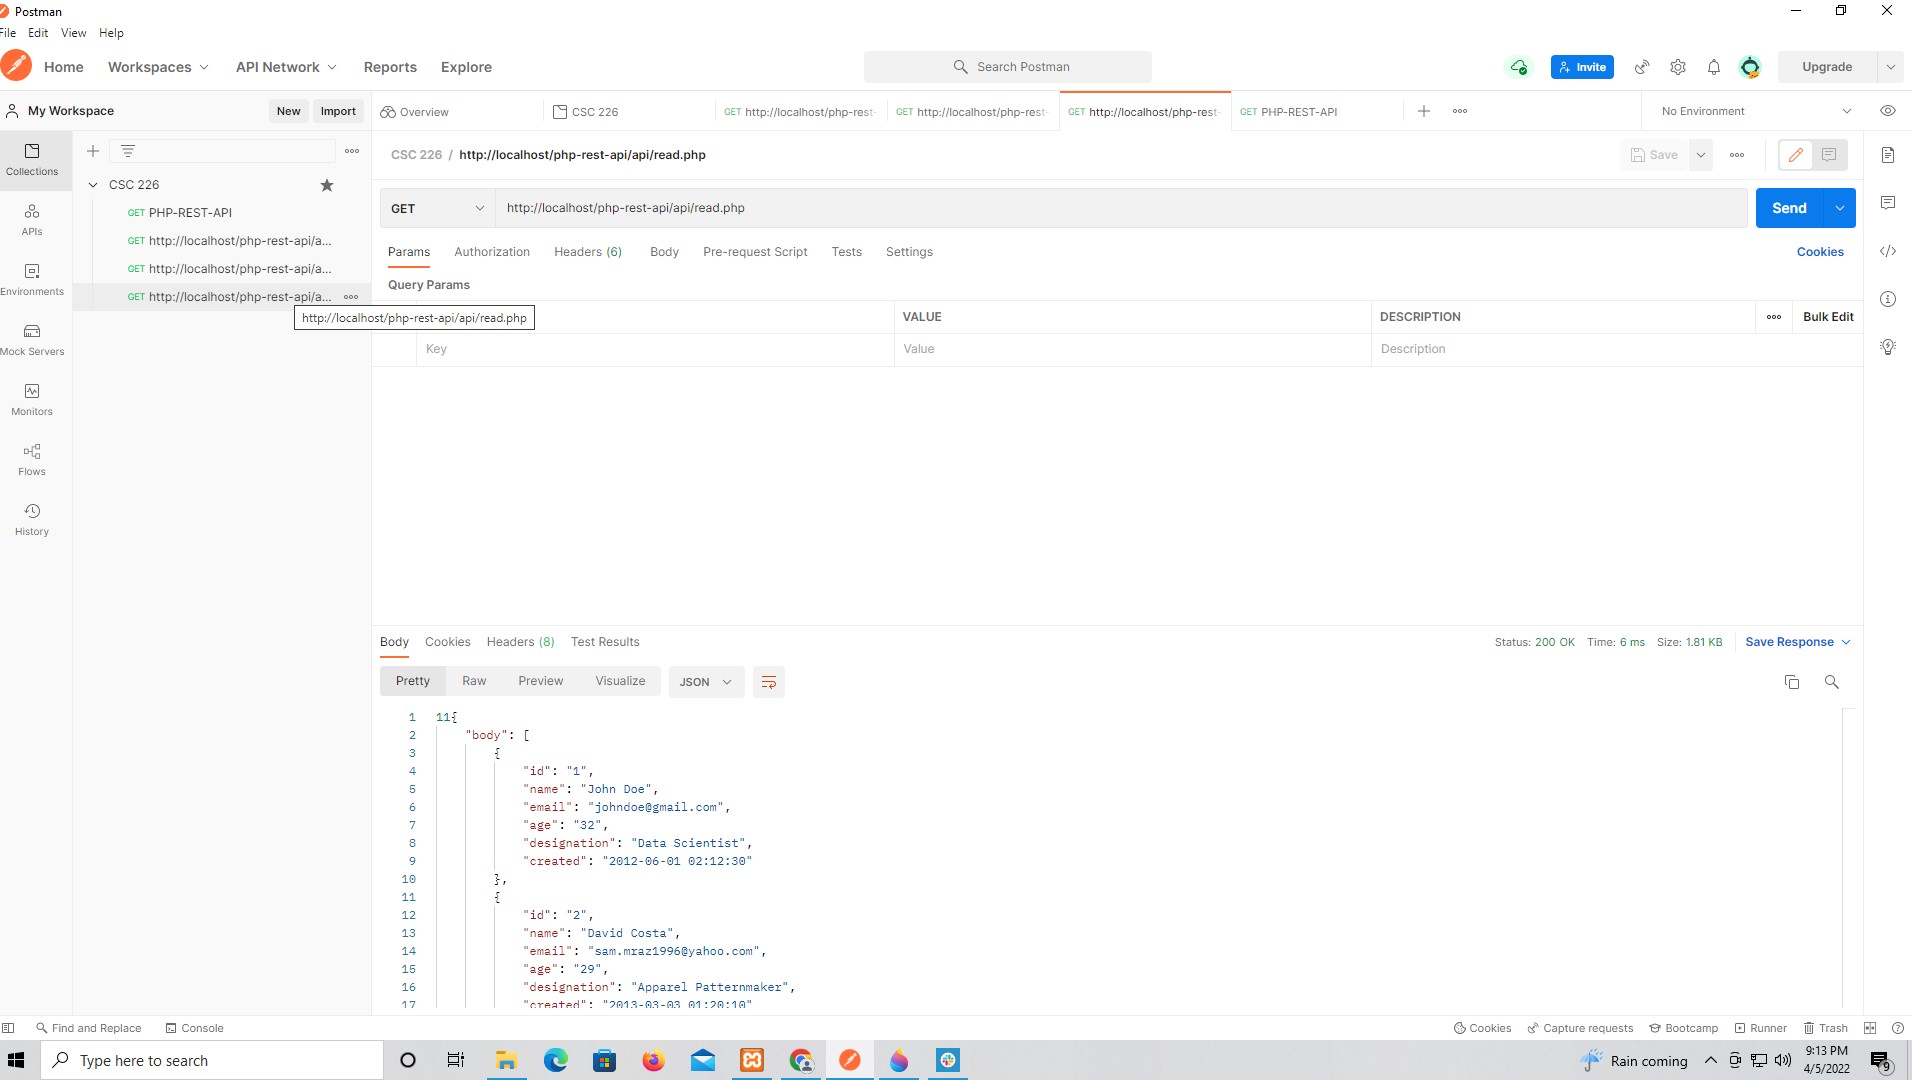 Postman
File Edit View Help
Home Workspaces API Network Reports Explore
Search Postman
Invite
Upgrade
My Workspace
New Import
Overview
CSC 226
GET http://localhost/php-rest-
GET http://localhost/php-rest-
GET http://localhost/php-rest-
GET PHP-REST-API
No Environment
Collections
APIs
Environments
Mock Servers
Monitors
Flows
History
CSC 226
GET PHP-REST-API
GET http://localhost/php-rest-api/a...
GET http://localhost/php-rest-api/a...
GET http://localhost/php-rest-api/a...
http://localhost/php-rest-api/api/read.php
CSC 226 / http://localhost/php-rest-api/api/read.php
Save
GET http://localhost/php-rest-api/api/read.php
Send
Params Authorization Headers (6) Body Pre-request Script Tests Settings
Cookies
Query Params
VALUE DESCRIPTION Bulk Edit
Key Value Description
Body Cookies Headers (8) Test Results
Status: 200 OK Time: 6 ms Size: 1.81 KB Save Response
Pretty Raw Preview Visualize JSON
1 11{
2 "body": [
3 {
4 "id": "1",
5 "name": "John Doe",
6 "email": "johndoe@gmail.com",
7 "age": "32",
8 "designation": "Data Scientist",
9 "created": "2012-06-01 02:12:30"
10 },
11 {
12 "id": "2",
13 "name": "David Costa",
14 "email": "sam.mraz1996@yahoo.com",
15 "age": "29",
16 "designation": "Apparel Patternmaker",
17 "created": "2013-03-03 01:20:10"
Find and Replace Console
Cookies Capture requests Bootcamp Runner Trash
Type here to search
Rain coming
9:13 PM
4/5/2022
9